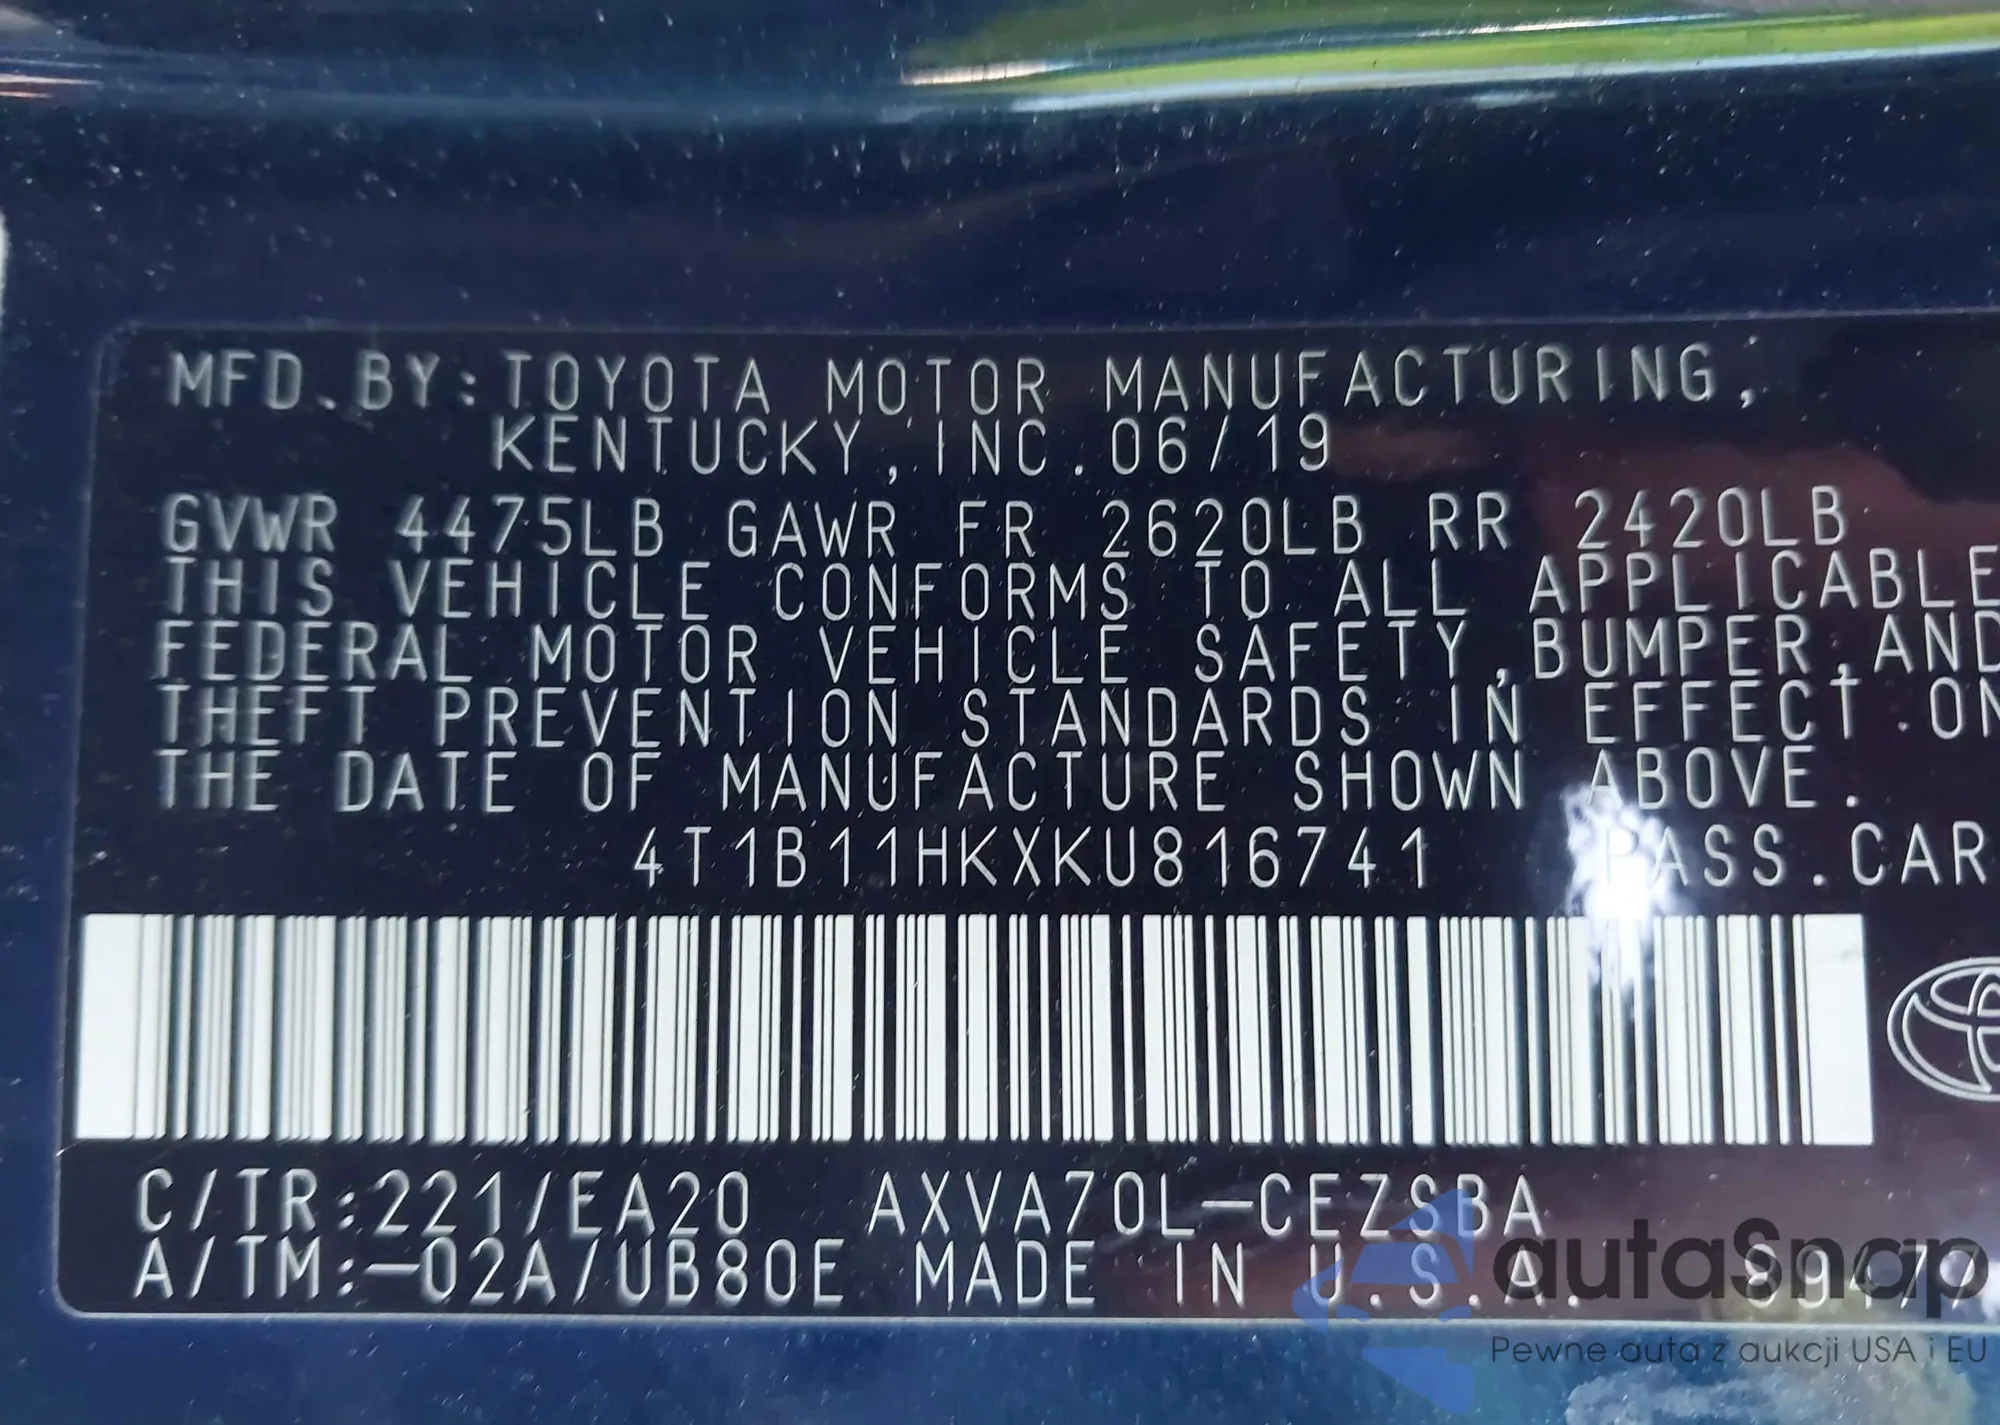 MFD.BY:TOYOTA MOTOR MANUFACTURING,
KENTUCKY,INC.06/19
GVWR 4475LB GAWR FR 2620LB RR 2420LB
THIS VEHICLE CONFORMS TO ALL APPLICABLE
FEDERAL MOTOR VEHICLE SAFETY,BUMPER,AND
THEFT PREVENTION STANDARDS IN EFFECT ON
THE DATE OF MANUFACTURE SHOWN ABOVE.
4T1B11HKXKU816741 PASS.CAR
C/TR:221/EA20 AXVA70L-CEZSBA
A/TM:-02A/UB80E MADE IN U.S.A.
autaSnap
Pewne auta z aukcji USA i EU